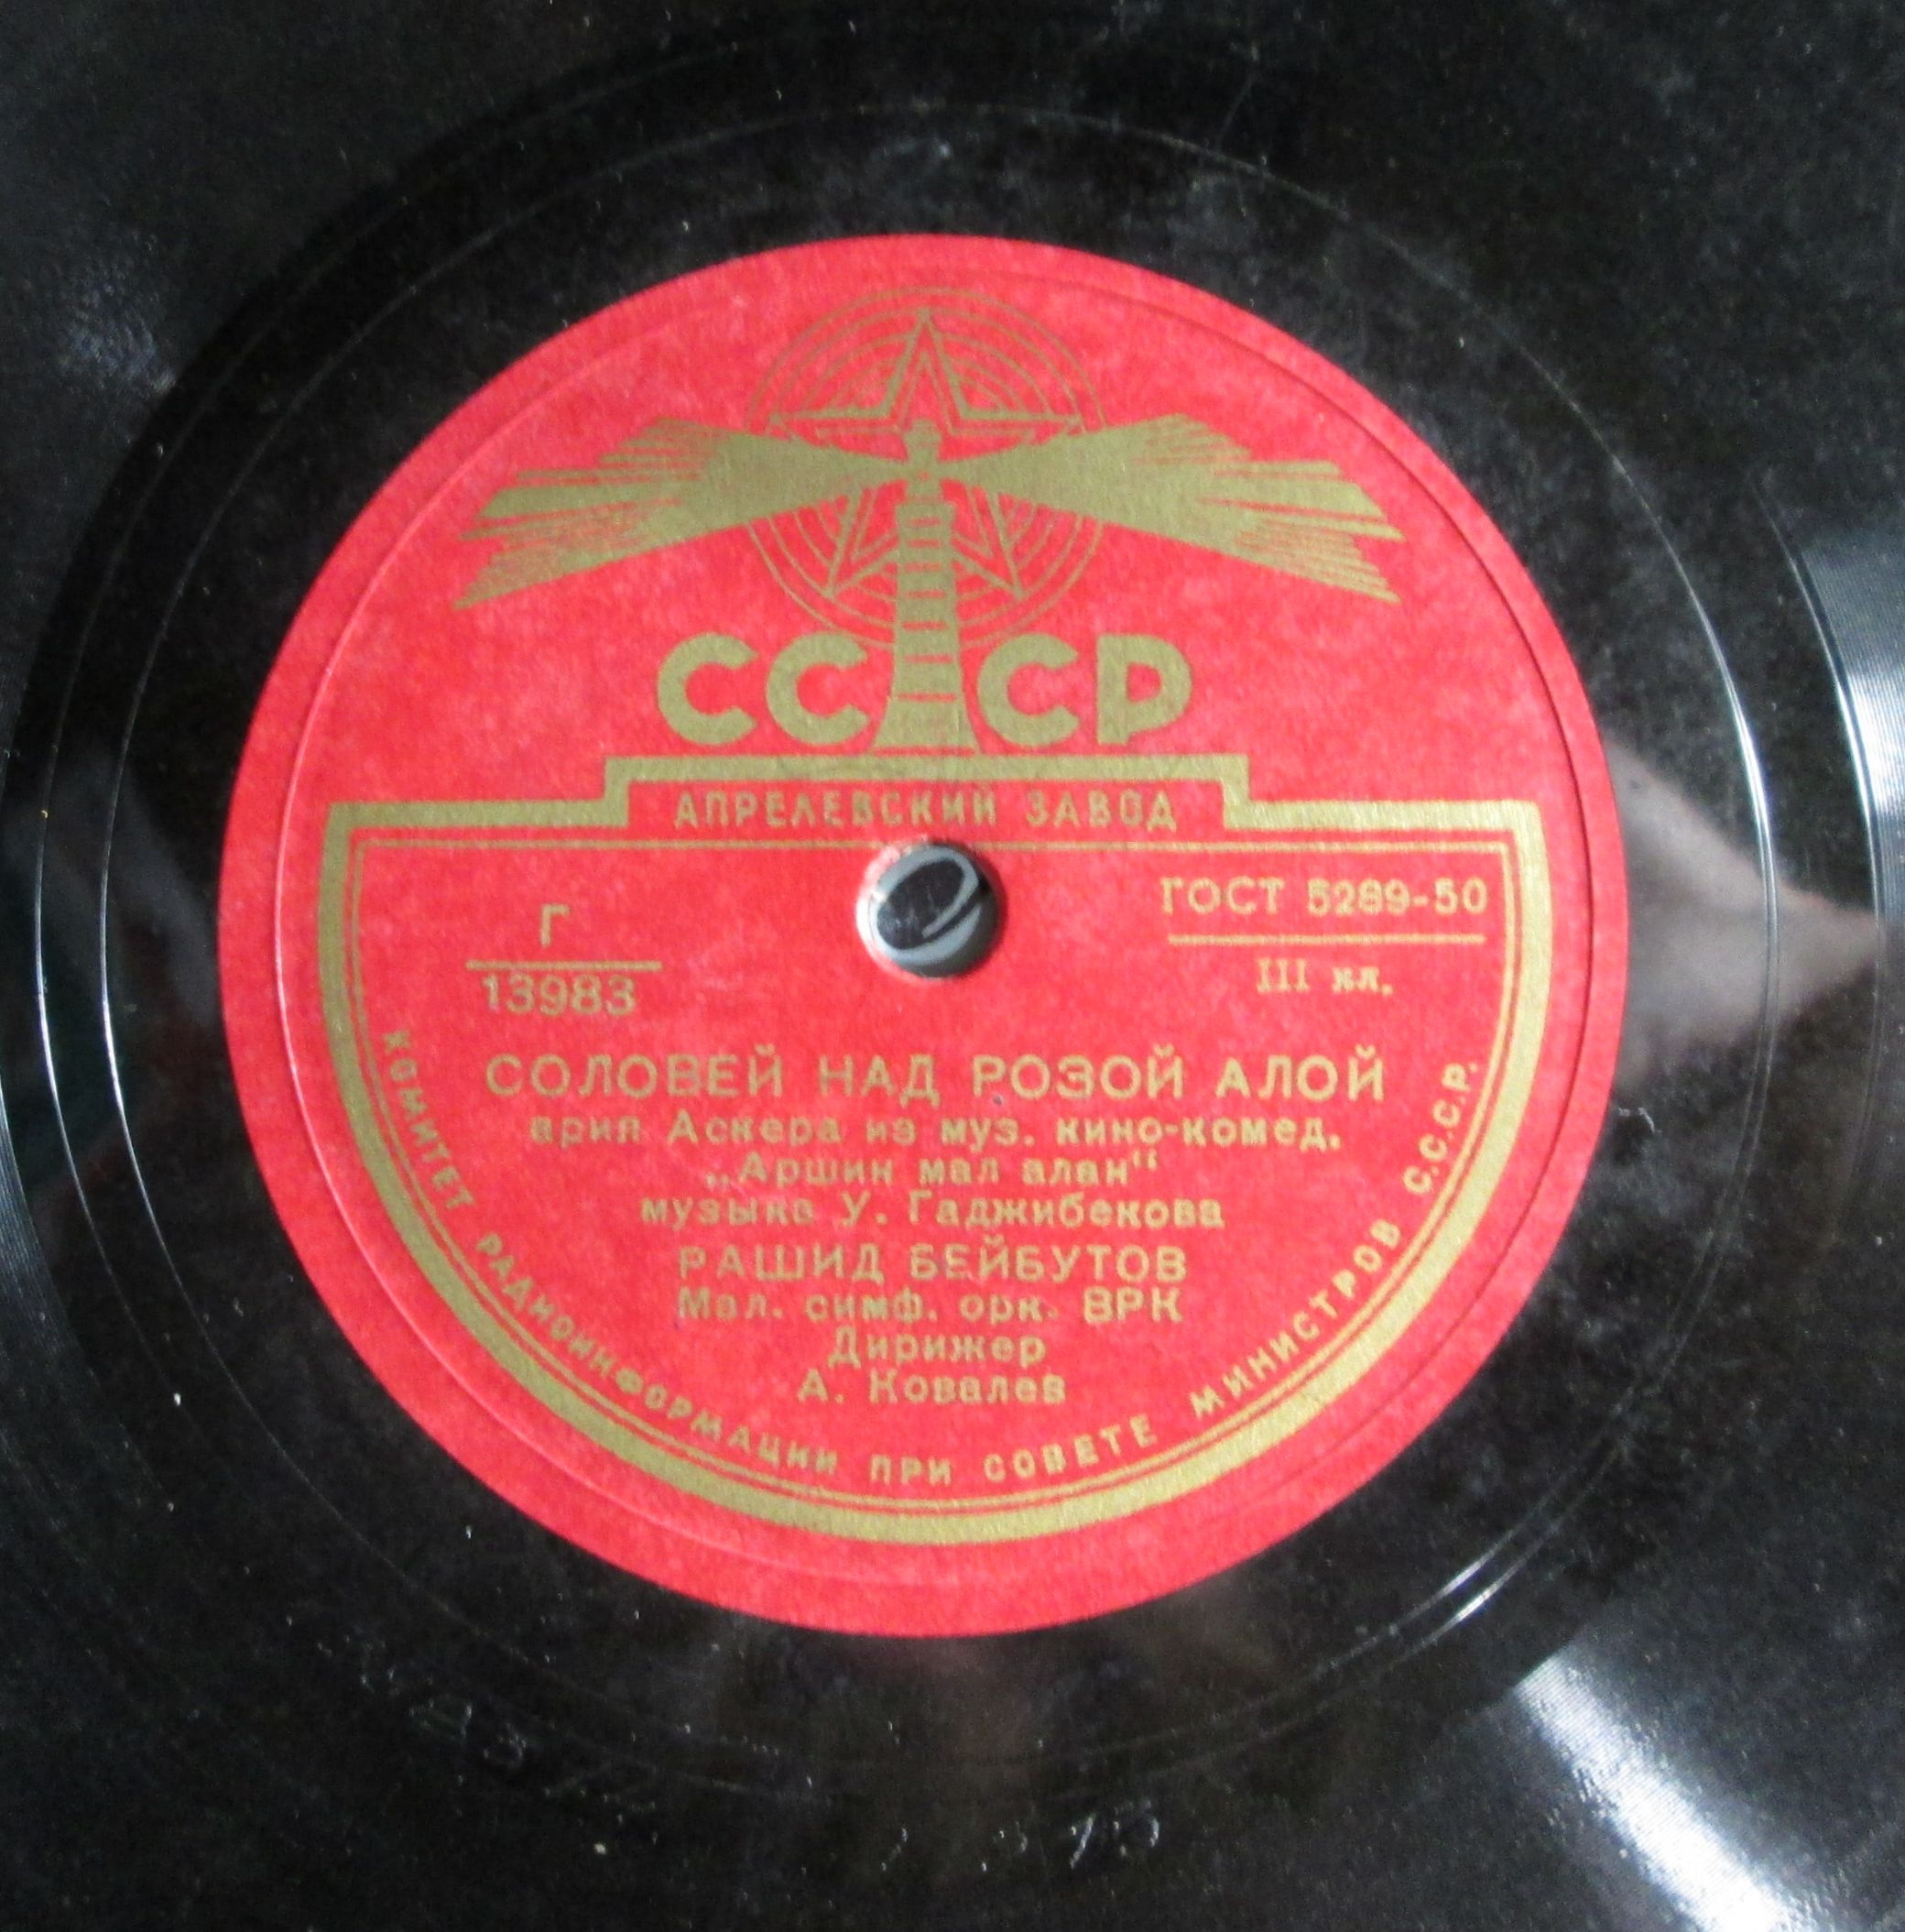 СССР
АПРЕЛЕВСКИЙ ЗАВОД
Г
13983
ГОСТ 5289-50
III кл.
СОЛОВЕЙ НАД РОЗОЙ АЛОЙ
ария Аскера из муз. кино-комед.
„Аршин мал алан“
музыка У. Гаджибекова
РАШИД БЕЙБУТОВ
Мал. симф. орк. ВРК
Дирижер
А. Ковалев
КОМИТЕТ РАДИОИНФОРМАЦИИ ПРИ СОВЕТЕ МИНИСТРОВ С.С.С.Р.